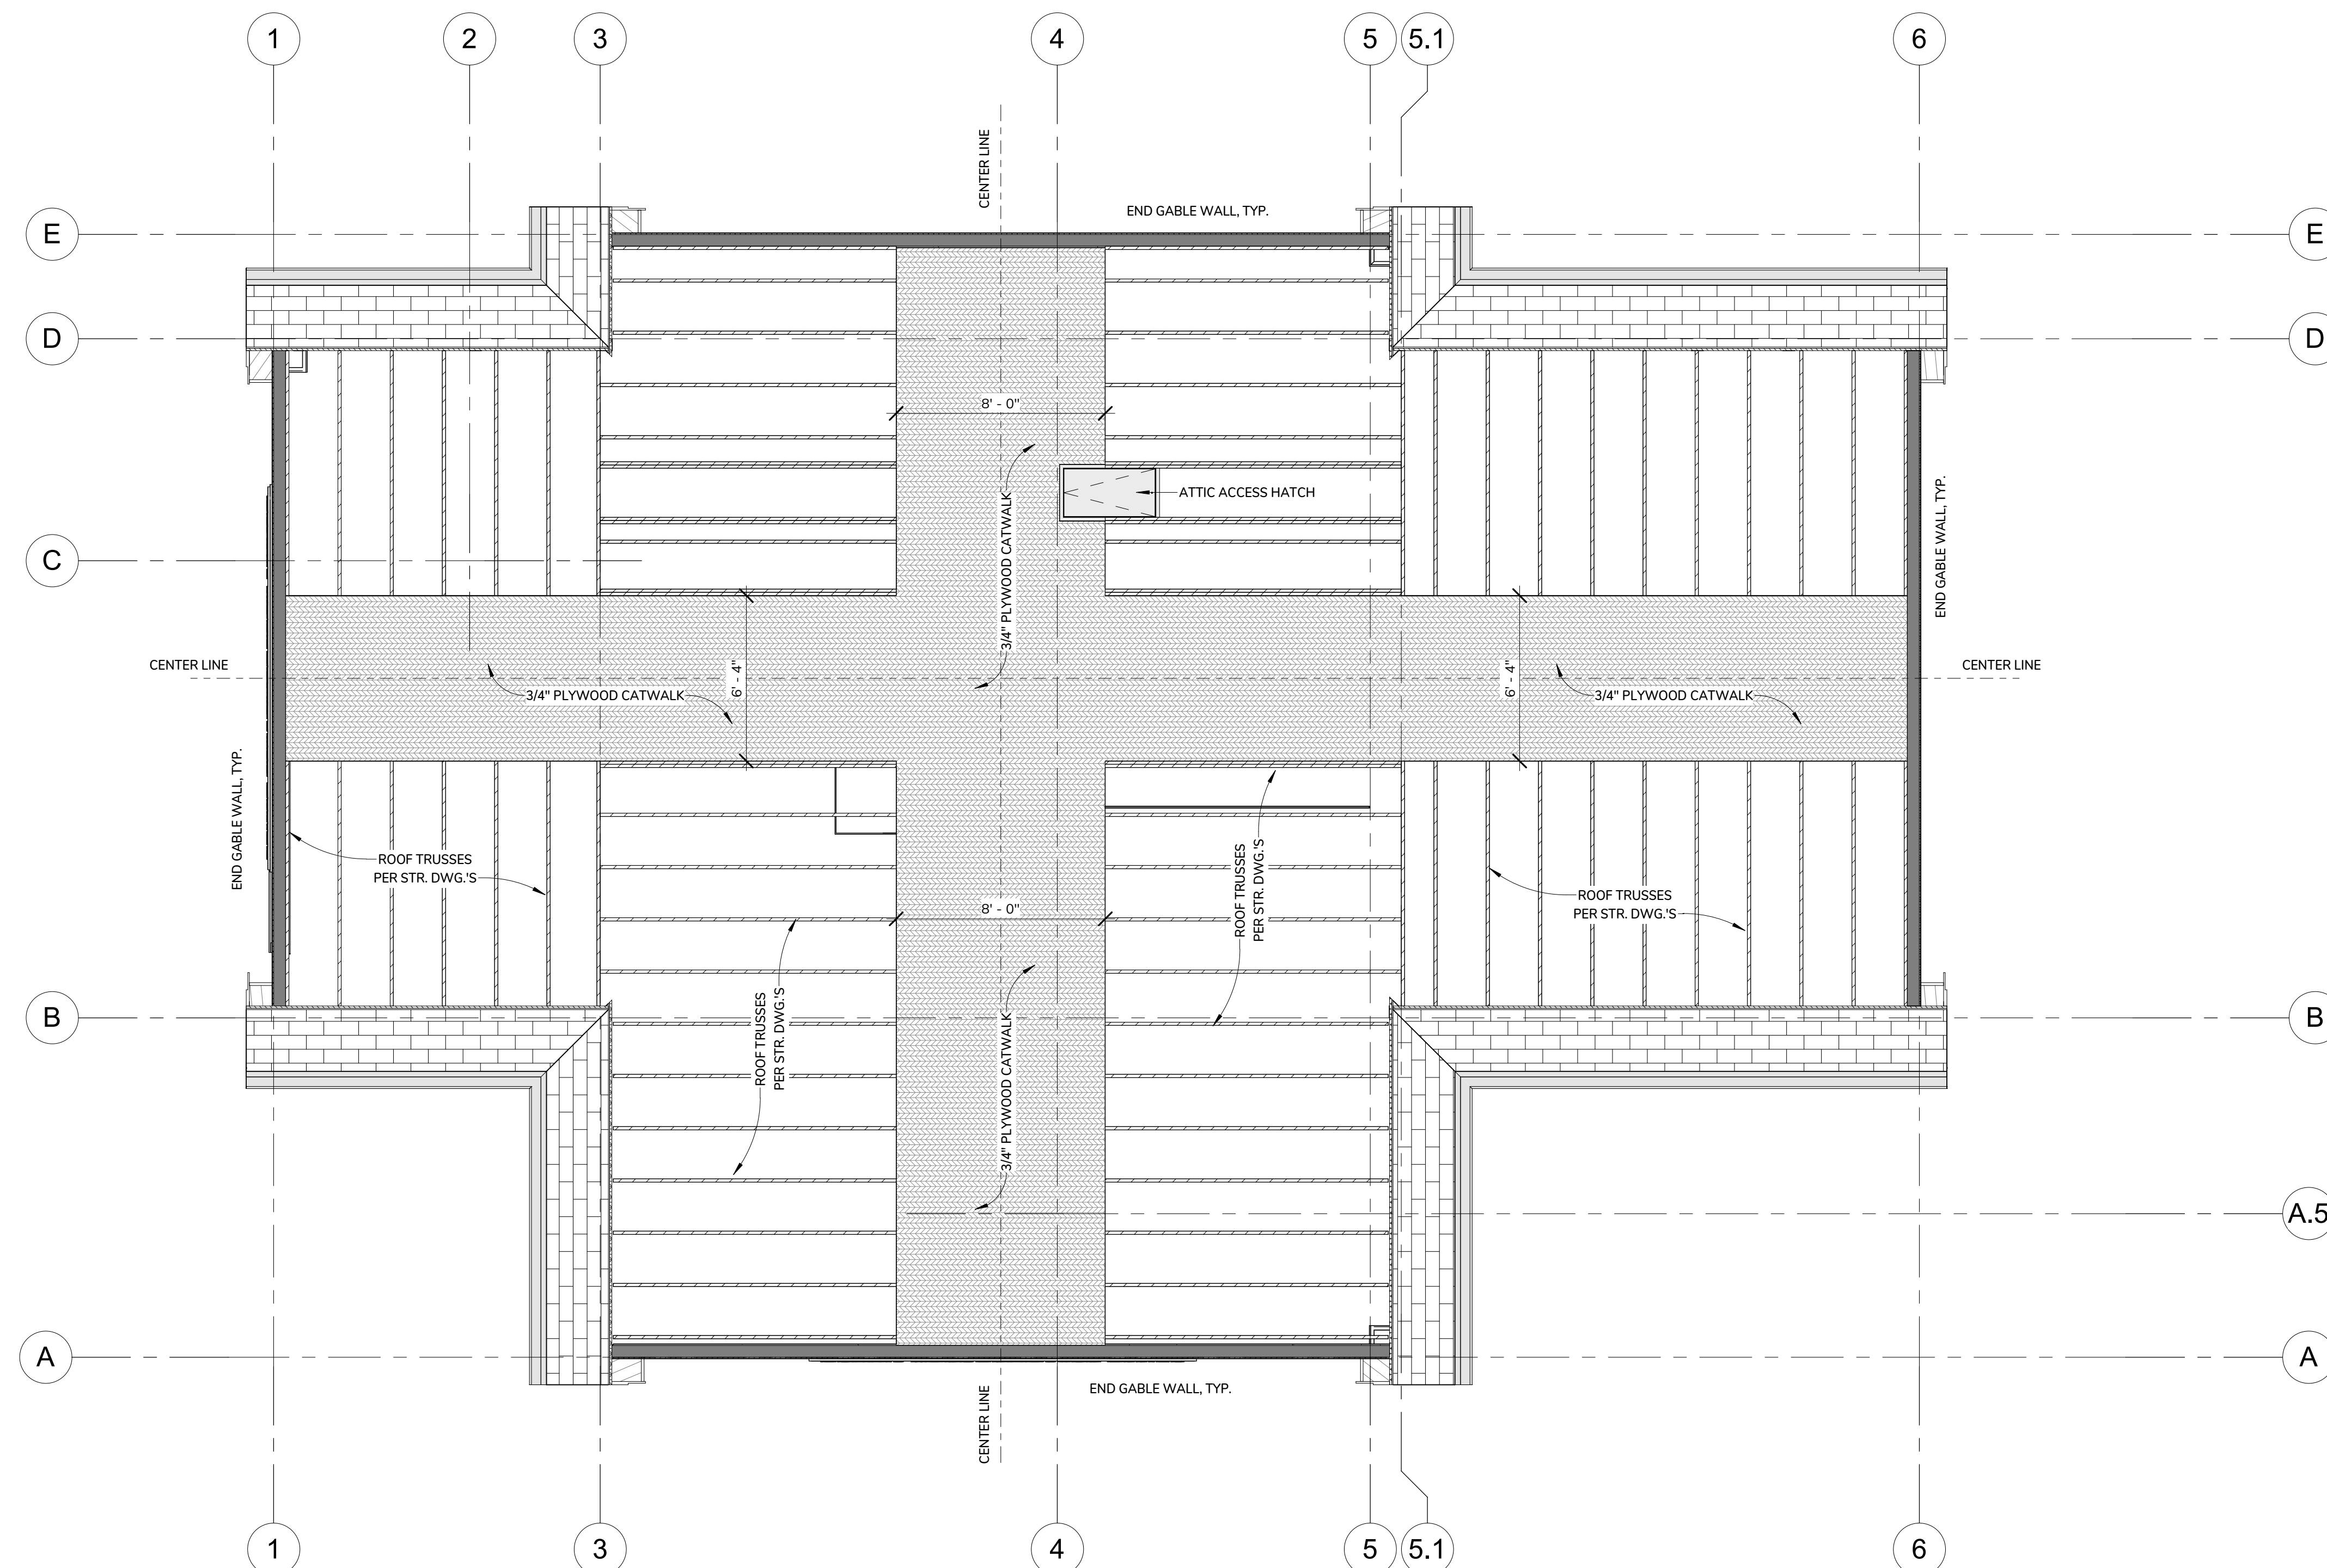 1
2
3
4
5
5.1
6
CENTER LINE
END GABLE WALL, TYP.
E
E
D
D
8' - 0"
3/4" PLYWOOD CATWALK
ATTIC ACCESS HATCH
END GABLE WALL, TYP.
C
CENTER LINE
6' - 4"
6' - 4"
CENTER LINE
3/4" PLYWOOD CATWALK
3/4" PLYWOOD CATWALK
END GABLE WALL, TYP.
ROOF TRUSSES
PER STR. DWG.'S
ROOF TRUSSES
PER STR. DWG.'S
ROOF TRUSSES
PER STR. DWG.'S
8' - 0"
ROOF TRUSSES
PER STR. DWG.'S
3/4" PLYWOOD CATWALK
B
B
A.5
A
A
END GABLE WALL, TYP.
CENTER LINE
1
3
4
5
5.1
6